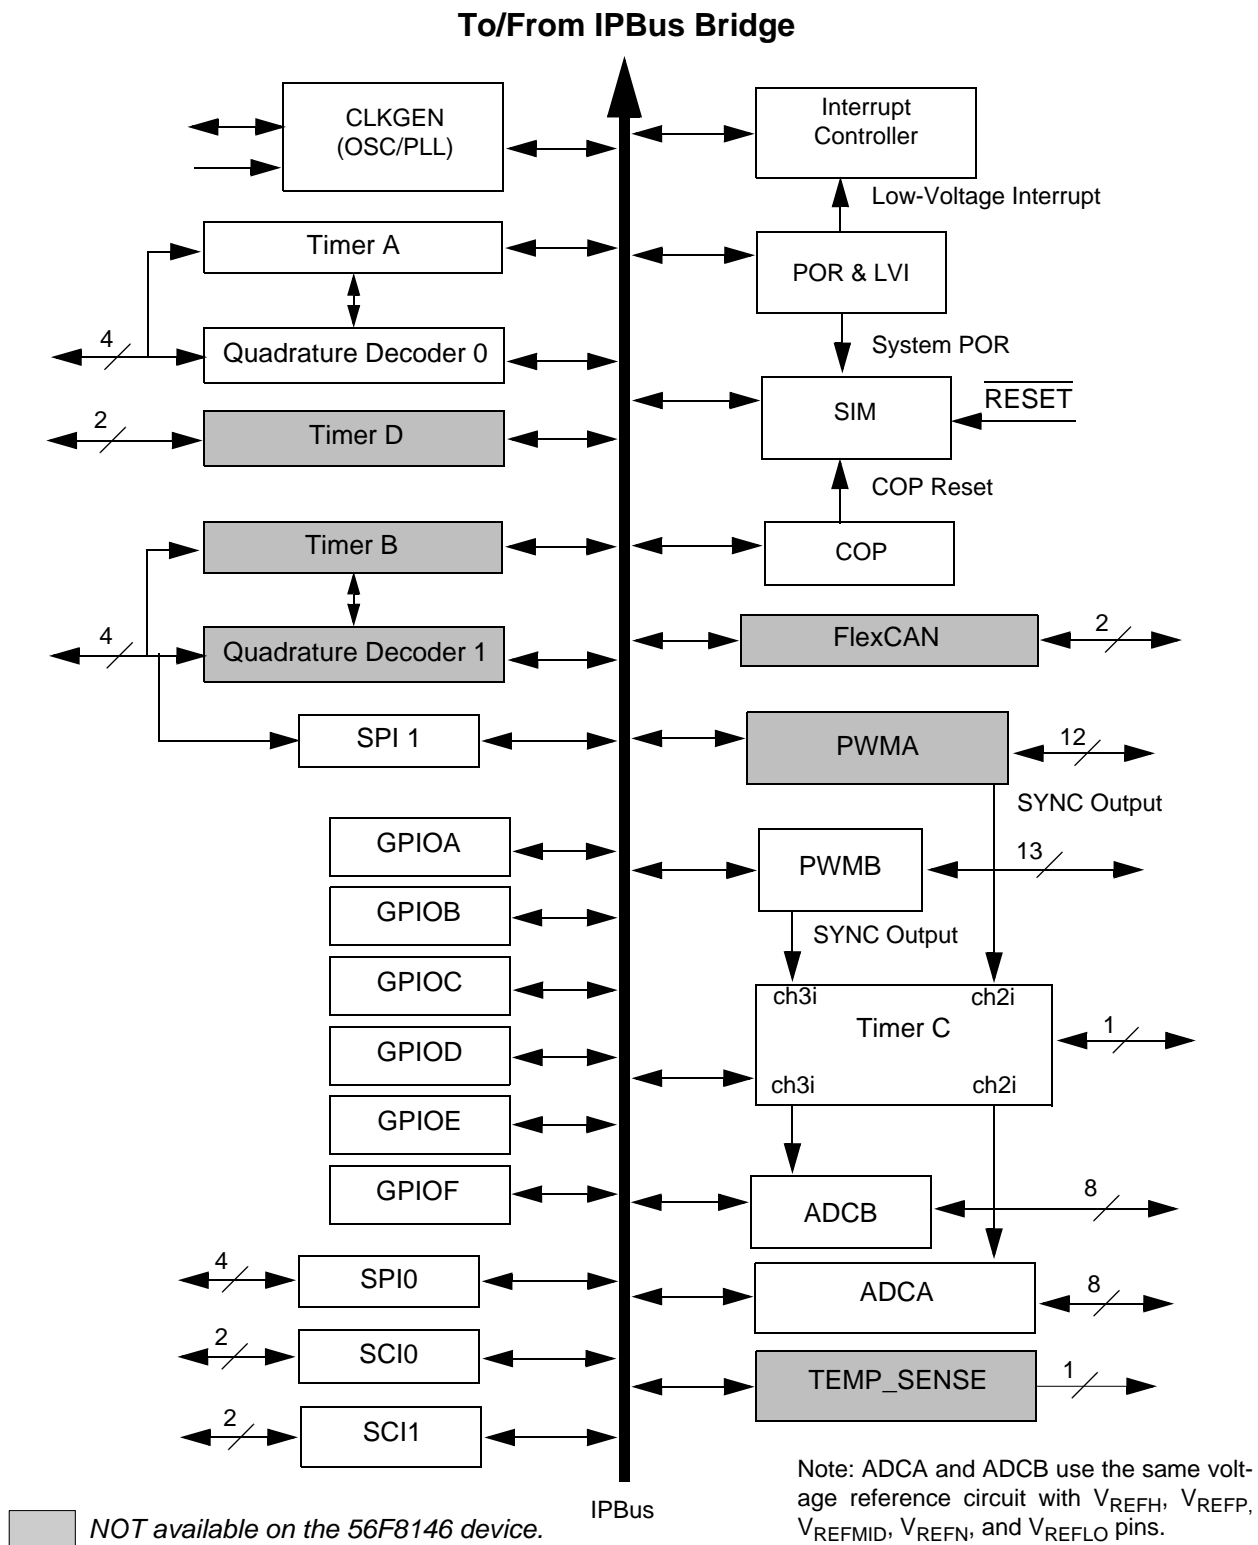 To/From IPBus Bridge
CLKGEN
(OSC/PLL)
Interrupt
Controller
Low-Voltage Interrupt
Timer A
POR & LVI
4
Quadrature Decoder 0
System POR
SIM
RESET
2
Timer D
COP Reset
Timer B
COP
4
Quadrature Decoder 1
FlexCAN
2
SPI 1
PWMA
12
SYNC Output
GPIOA
PWMB
13
GPIOB
SYNC Output
GPIOC
ch3i
ch2i
Timer C
1
GPIOD
ch3i
ch2i
GPIOE
GPIOF
ADCB
8
4
SPI0
ADCA
8
2
SCI0
TEMP_SENSE
1
2
SCI1
Note: ADCA and ADCB use the same volt-
age reference circuit with VREFH, VREFP,
VREFMID, VREFN, and VREFLO pins.
IPBus
NOT available on the 56F8146 device.